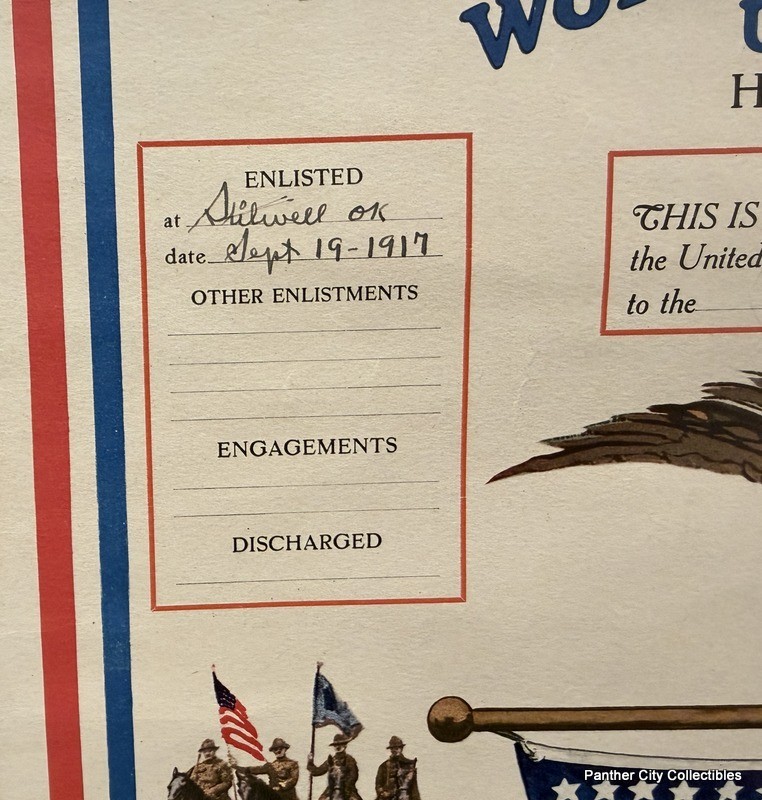 ENLISTED
at Stilwell OK
date Sept 19-1917
OTHER ENLISTMENTS
ENGAGEMENTS
DISCHARGED
THIS IS
the United
to the
Panther City Collectibles